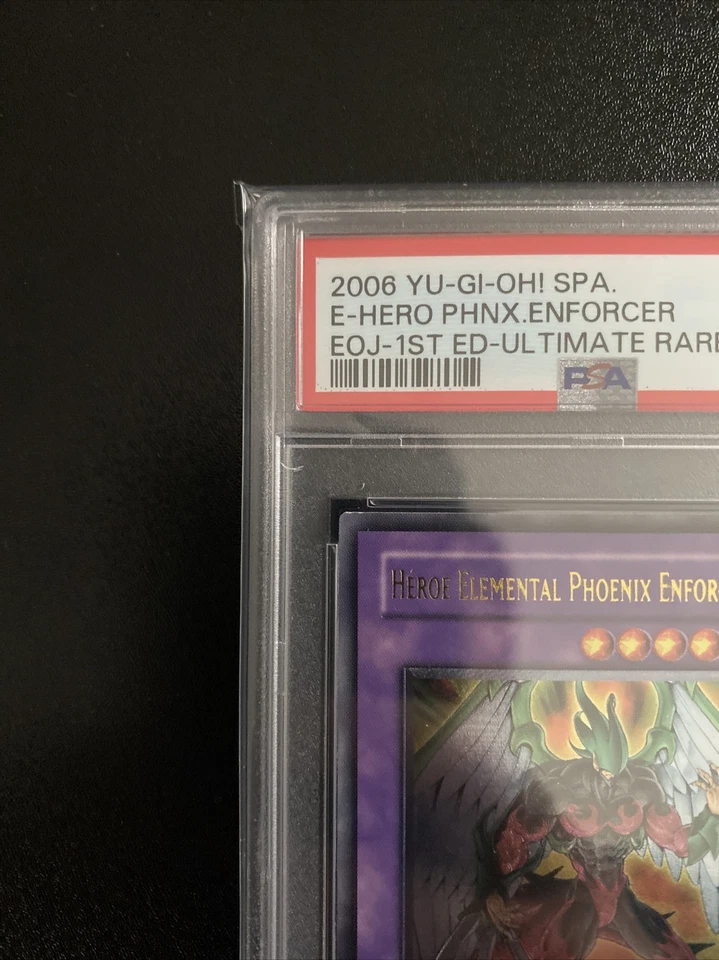 2006 YU-GI-OH! SPA.
E-HERO PHNX.ENFORCER
EOJ-1ST ED-ULTIMATE RARE
PSA
HÉROE ELEMENTAL PHOENIX ENFOR